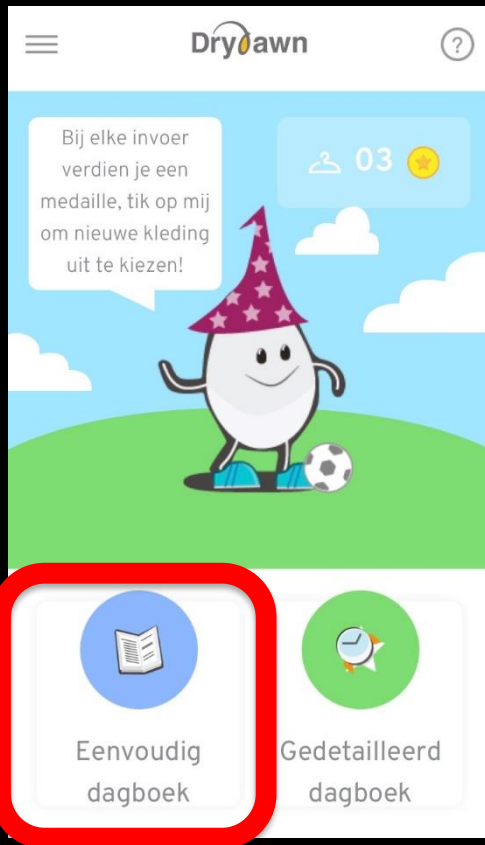 DryDawn
?
Bij elke invoer
verdien je een
medaille, tik op mij
om nieuwe kleding
uit te kiezen!
03
Eenvoudig
dagboek
Gedetailleerd
dagboek